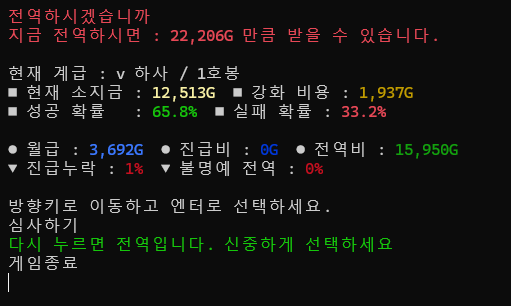 전역하시겠습니까
지금 전역하시면 : 22,206G 만큼 받을 수 있습니다.
현재 계급 : v 하사 / 1호봉
■ 현재 소지금 : 12,513G ■ 강화 비용 : 1,937G
■ 성공 확률 : 65.8% ■ 실패 확률 : 33.2%
● 월급 : 3,692G ● 진급비 : 0G ● 전역비 : 15,950G
▼ 진급누락 : 1% ▼ 불명예 전역 : 0%
방향키로 이동하고 엔터로 선택하세요.
심사하기
다시 누르면 전역입니다. 신중하게 선택하세요
게임종료